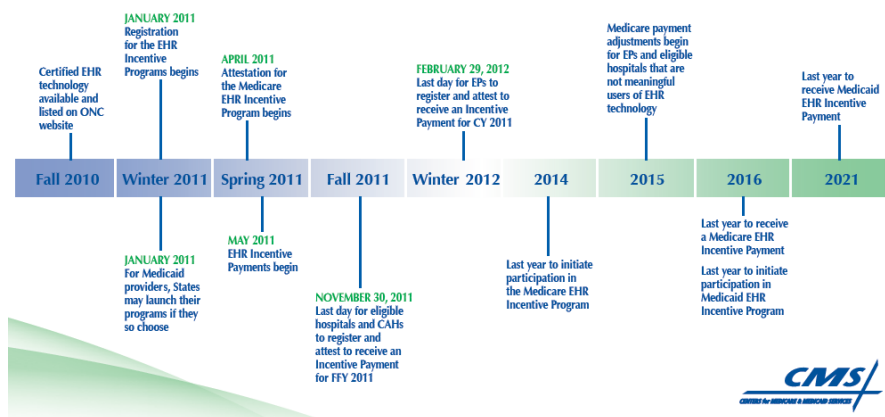 JANUARY 2011
Registration
for the EHR
Incentive
Programs begins
Certified EHR
technology
available and
listed on ONC
website
APRIL 2011
Attestation for
the Medicare
EHR Incentive
Program begins
FEBRUARY 29, 2012
Last day for EPs to
register and attest to
receive an Incentive
Payment for CY 2011
Medicare payment
adjustments begin
for EPs and eligible
hospitals that are
not meaningful
users of EHR
technology
Last year to
receive Medicaid
EHR Incentive
Payment
Fall 2010 Winter 2011 Spring 2011 Fall 2011 Winter 2012 2014 2015 2016 2021
JANUARY 2011
For Medicaid
providers, States
may launch their
programs if they
so choose
MAY 2011
EHR Incentive
Payments begin
NOVEMBER 30, 2011
Last day for eligible
hospitals and CAHs
to register and
attest to receive an
Incentive Payment
for FFY 2011
Last year to initiate
participation in
the Medicare EHR
Incentive Program
Last year to receive
a Medicare EHR
Incentive Payment
Last year to initiate
participation in
Medicaid EHR
Incentive Program
CMS
CENTERS for MEDICARE & MEDICAID SERVICES